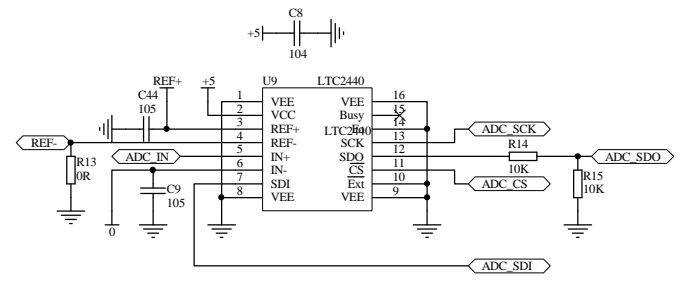 C8
+5
104
REF+
+5
U9
LTC2440
C44
105
1
VEE
VEE
16
2
VCC
Busy
15
3
REF+
14
LTC2440
REF-
4
REF-
SCK
13
ADC_SCK
R13
0R
ADC_IN
5
IN+
SDO
12
R14
10K
ADC_SDO
6
IN-
CS
11
ADC_CS
C9
105
7
SDI
Ext
10
R15
10K
8
VEE
VEE
9
0
ADC_SDI